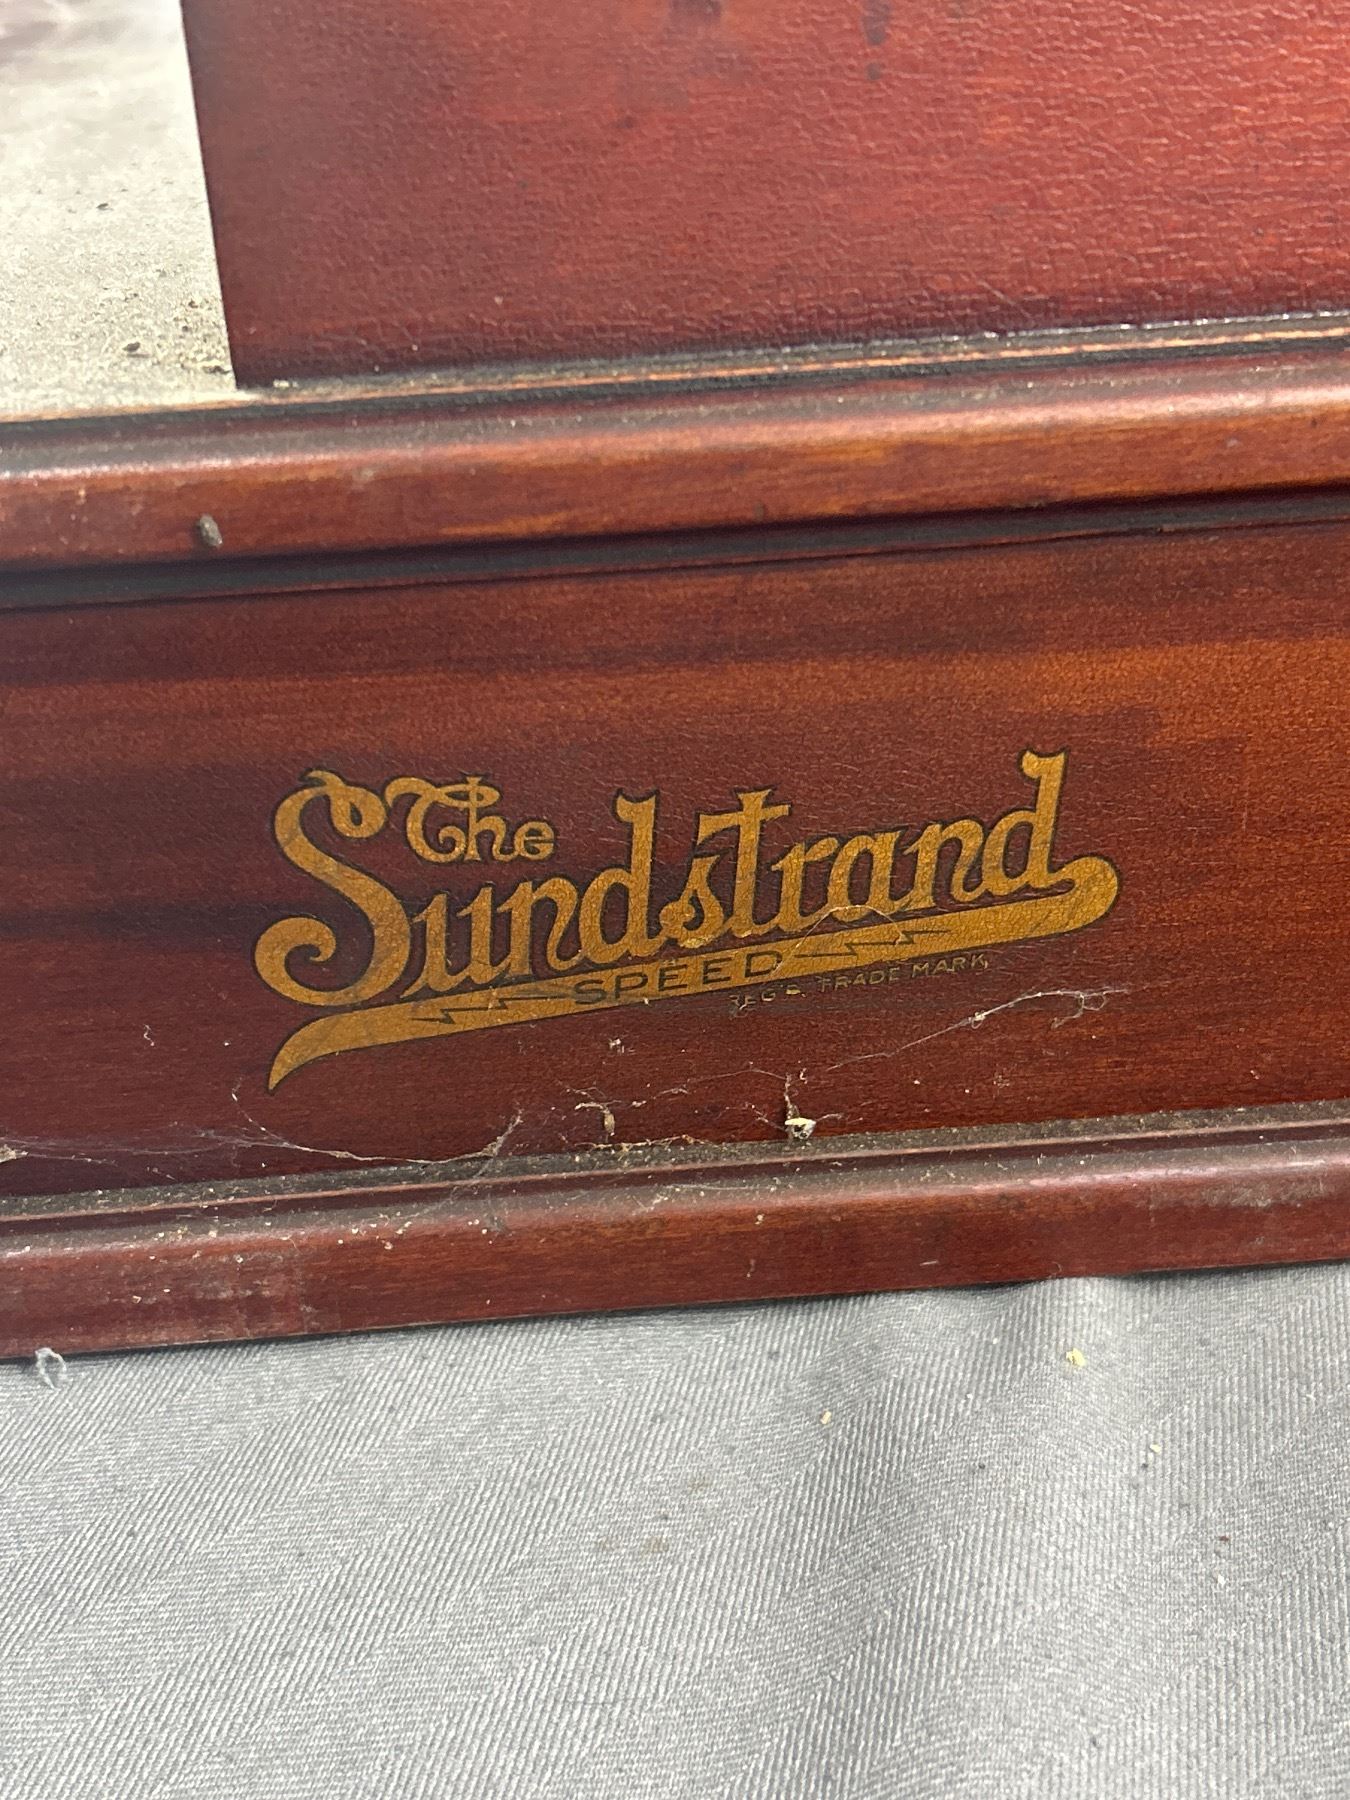 The
Sundstrand
SPEED
REG'D. TRADE MARK